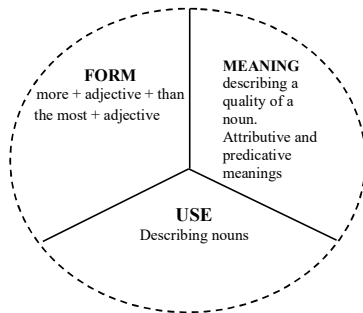 FORM
more + adjective + than
the most + adjective
MEANING
describing a
quality of a
noun.
Attributive and
predicative
meanings
USE
Describing nouns